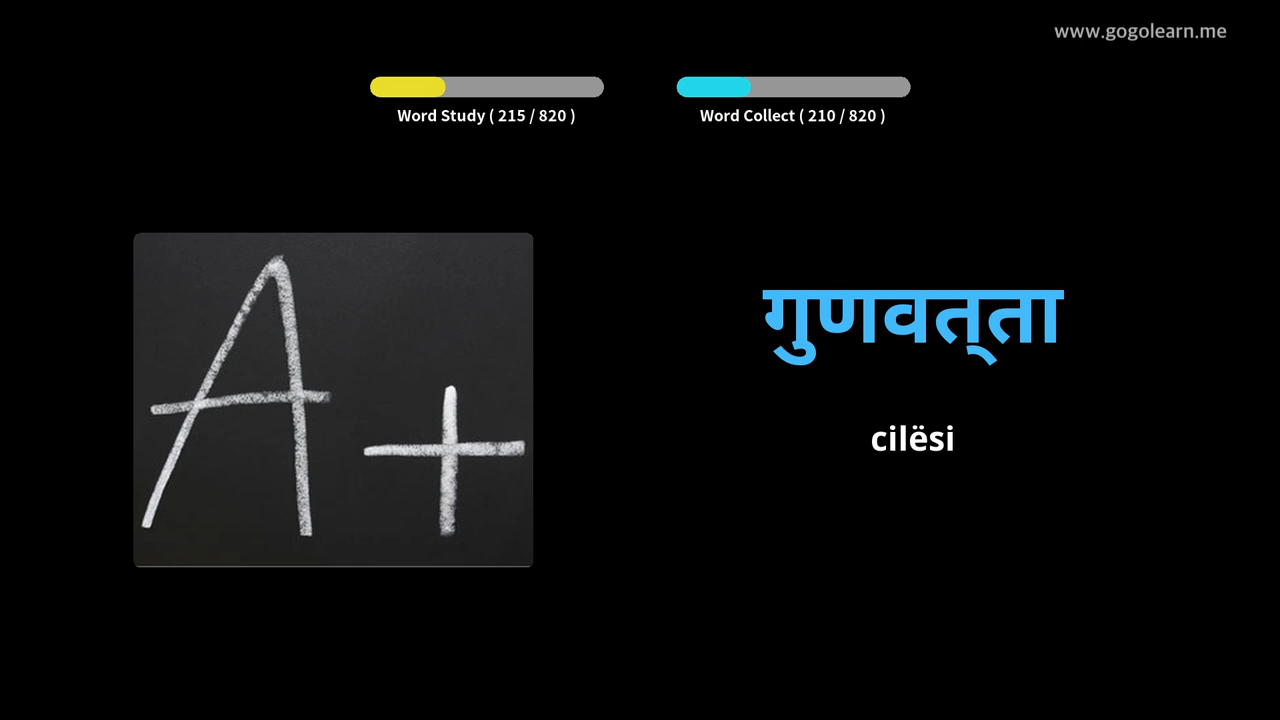 www.gogolearn.me
Word Study ( 215 / 820 )
Word Collect ( 210 / 820 )
A+
गुणवत्ता
cilësi